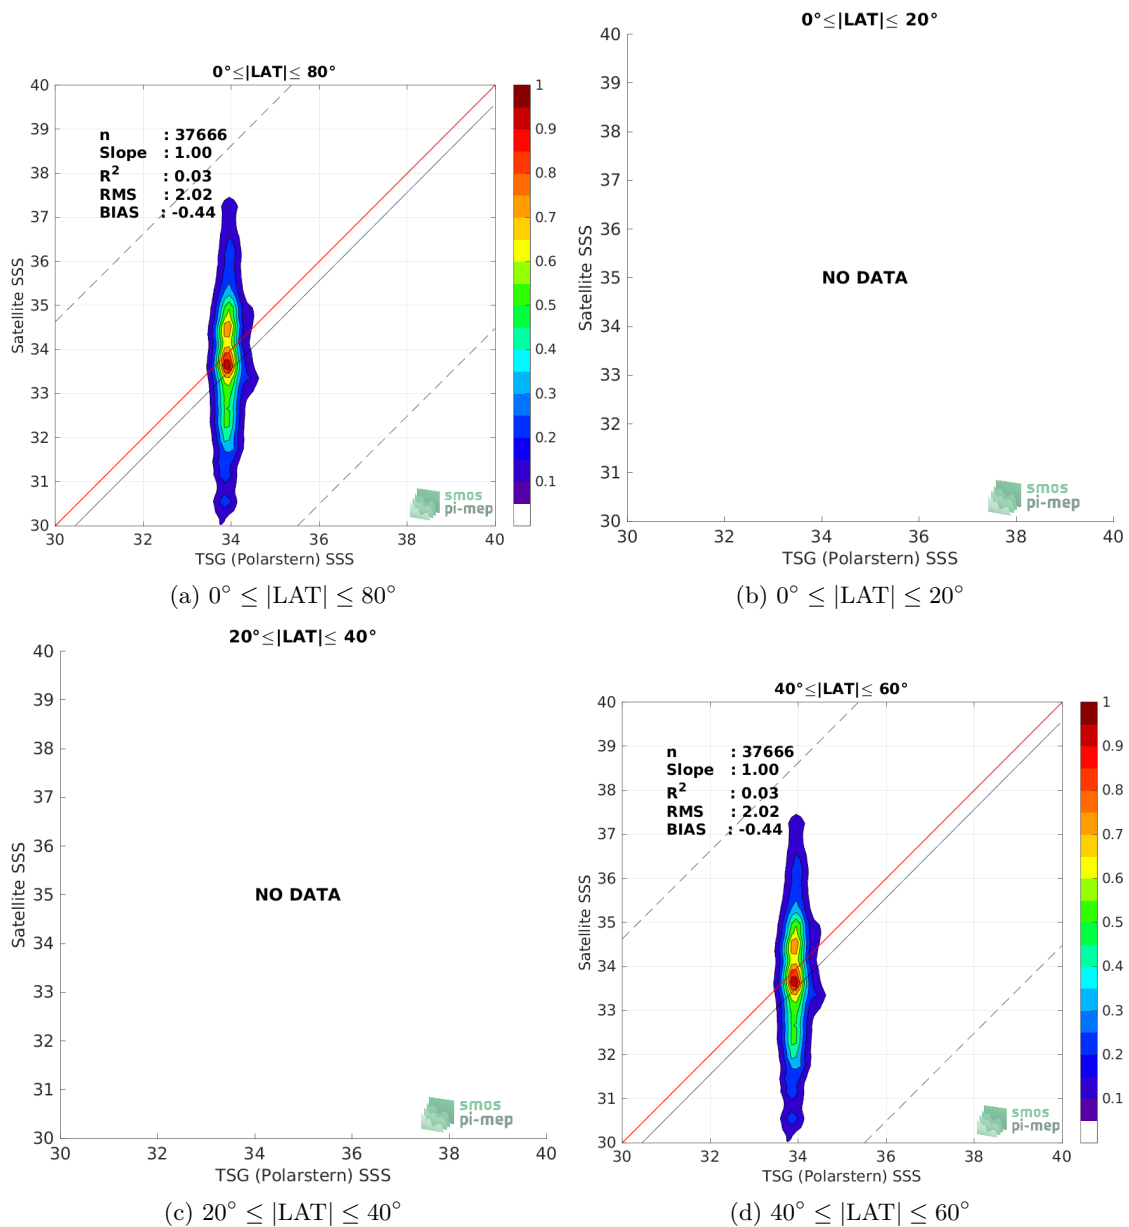 0°≤|LAT|≤ 80°
40
39
38
37
36
35
34
33
32
31
30
Satellite SSS
n : 37666
Slope : 1.00
R² : 0.03
RMS : 2.02
BIAS : -0.44
smos
pi-mep
30 32 34 36 38 40
TSG (Polarstern) SSS
1
0.9
0.8
0.7
0.6
0.5
0.4
0.3
0.2
0.1
(a) 0° ≤ |LAT| ≤ 80°
0°≤|LAT|≤ 20°
40
39
38
37
36
35
34
33
32
31
30
Satellite SSS
NO DATA
smos
pi-mep
30 32 34 36 38 40
TSG (Polarstern) SSS
(b) 0° ≤ |LAT| ≤ 20°
20°≤|LAT|≤ 40°
40
39
38
37
36
35
34
33
32
31
30
Satellite SSS
NO DATA
smos
pi-mep
30 32 34 36 38 40
TSG (Polarstern) SSS
(c) 20° ≤ |LAT| ≤ 40°
40°≤|LAT|≤ 60°
40
39
38
37
36
35
34
33
32
31
30
Satellite SSS
n : 37666
Slope : 1.00
R² : 0.03
RMS : 2.02
BIAS : -0.44
smos
pi-mep
30 32 34 36 38 40
TSG (Polarstern) SSS
1
0.9
0.8
0.7
0.6
0.5
0.4
0.3
0.2
0.1
(d) 40° ≤ |LAT| ≤ 60°